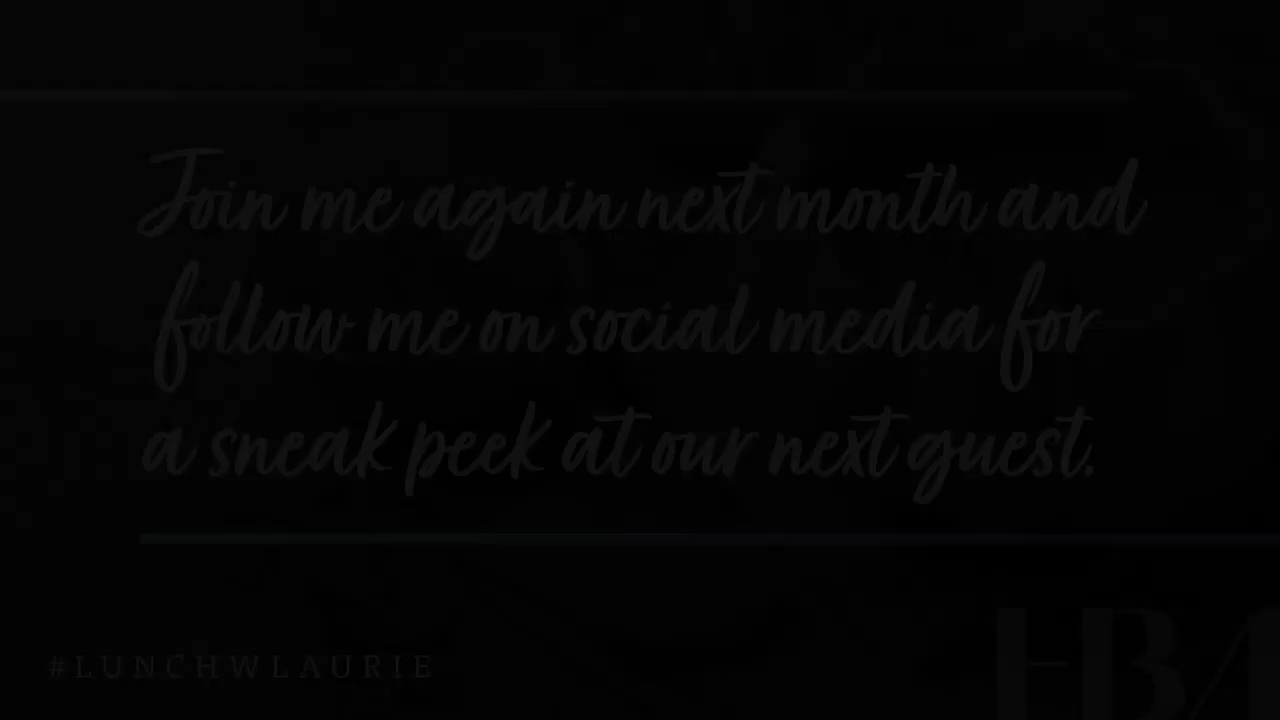 Join me again next month and
follow me on social media for
a sneak peek at our next guest.
#LUNCHWLAURIE